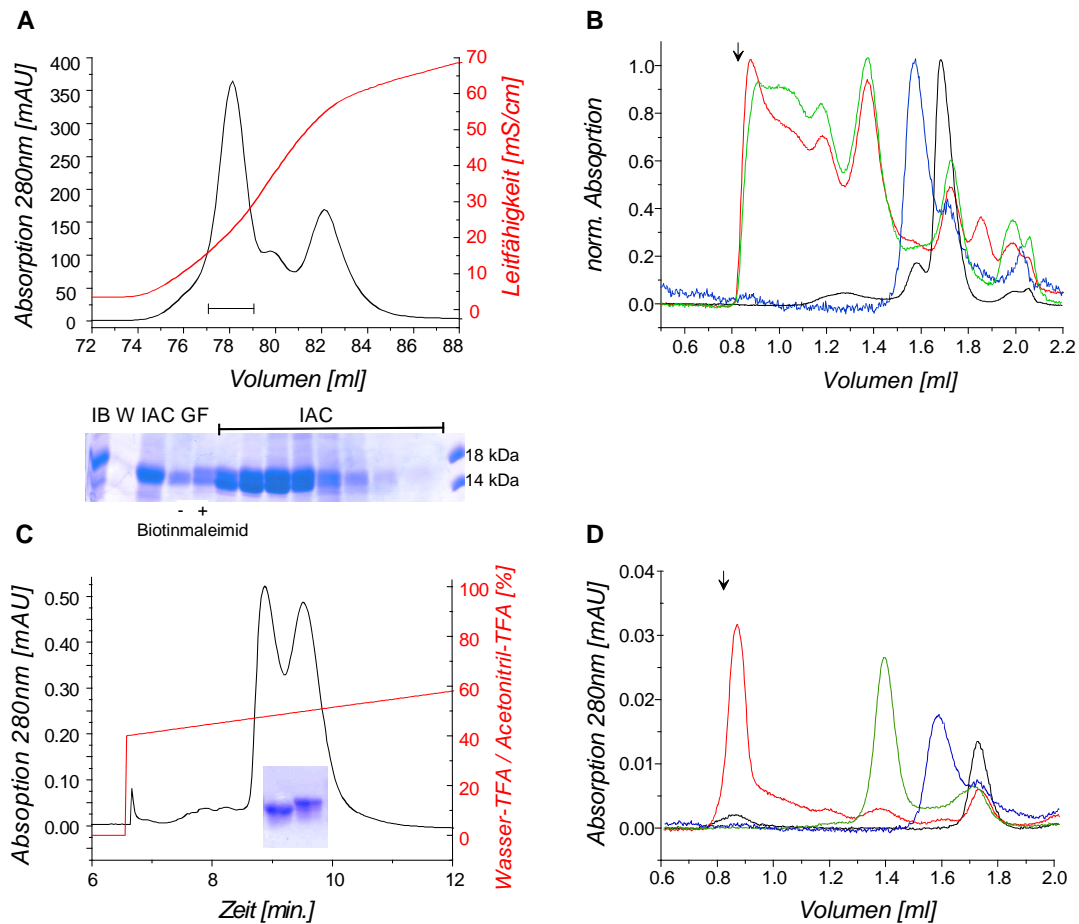 A
Absorption 280nm [mAU]
400
350
300
250
200
150
100
50
0
70
60
50
40
30
20
10
0
Leitfähigkeit [mS/cm]
72 74 76 78 80 82 84 86 88
Volumen [ml]
IB W IAC GF IAC
18 kDa
14 kDa
- +
Biotinmaleimid
B
norm. Absoprtion
1.0
0.8
0.6
0.4
0.2
0.0
0.6 0.8 1.0 1.2 1.4 1.6 1.8 2.0 2.2
Volumen [ml]
C
Absoption 280nm [mAU]
0.50
0.40
0.30
0.20
0.10
0.00
100
80
60
40
20
0
Wasser-TFA / Acetonitril-TFA [%]
6 8 10 12
Zeit [min.]
D
Absorption 280nm [mAU]
0.04
0.03
0.02
0.01
0.00
0.6 0.8 1.0 1.2 1.4 1.6 1.8 2.0
Volumen [ml]